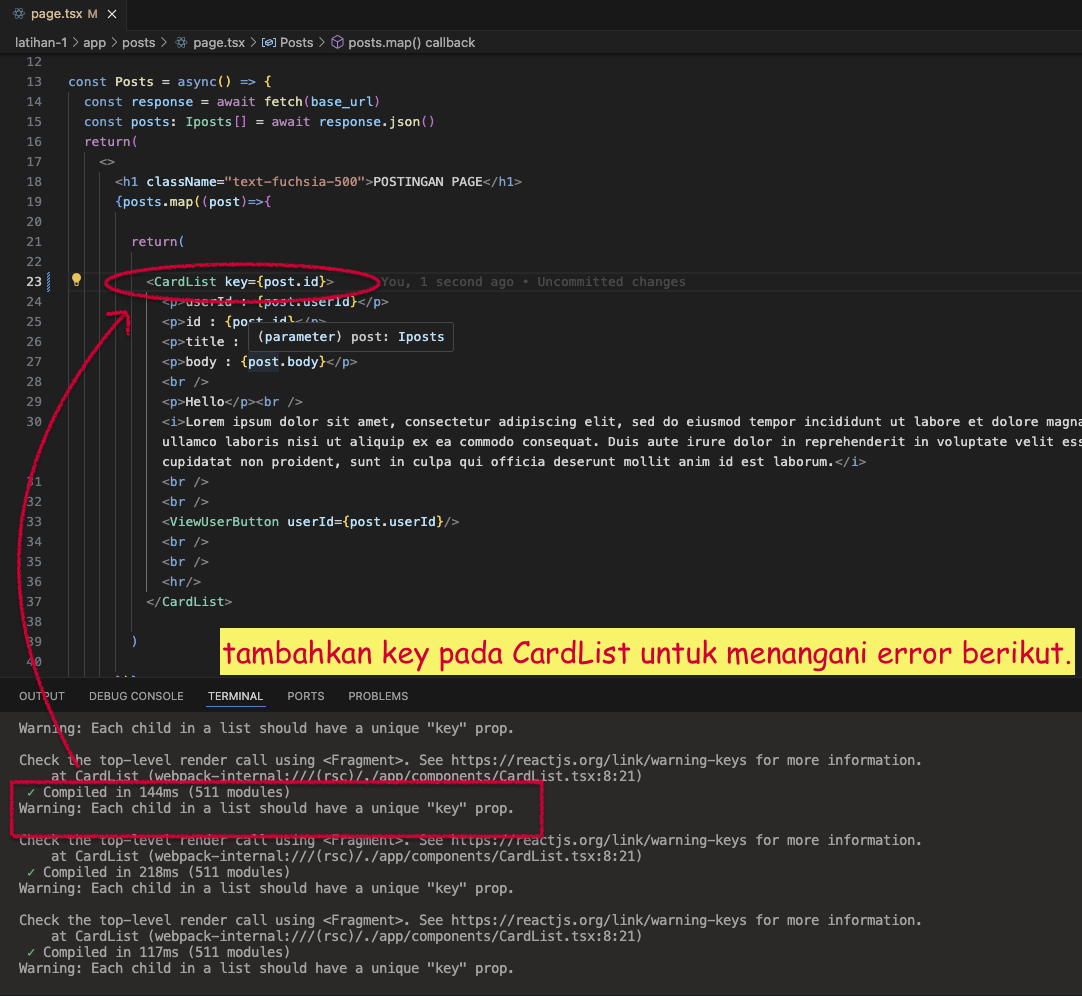 page.tsx M
latihan-1 > app > posts > page.tsx > Posts > posts.map() callback
12
13 const Posts = async() => {
14 const response = await fetch(base_url)
15 const posts: Iposts[] = await response.json()
16 return(
17 <>
18 <h1 className="text-fuchsia-500">POSTINGAN PAGE</h1>
19 {posts.map((post)=>{
20
21 return(
22
23 <CardList key={post.id}> You, 1 second ago • Uncommitted changes
24 <p>userId : {post.userId}</p>
25 <p>id : {post.id}</p>
26 <p>title :
(parameter) post: Iposts
27 <p>body : {post.body}</p>
28 <br />
29 <p>Hello</p><br />
30 <i>Lorem ipsum dolor sit amet, consectetur adipiscing elit, sed do eiusmod tempor incididunt ut labore et dolore magna
ullamco laboris nisi ut aliquip ex ea commodo consequat. Duis aute irure dolor in reprehenderit in voluptate velit ess
cupidatat non proident, sunt in culpa qui officia deserunt mollit anim id est laborum.</i>
31 <br />
32 <br />
33 <ViewUserButton userId={post.userId}/>
34 <br />
35 <br />
36 <hr/>
37 </CardList>
38
39 )
40
tambahkan key pada CardList untuk menangani error berikut.
OUTPUT DEBUG CONSOLE TERMINAL PORTS PROBLEMS
Warning: Each child in a list should have a unique "key" prop.
Check the top-level render call using <Fragment>. See https://reactjs.org/link/warning-keys for more information.
at CardList (webpack-internal:///(rsc)/./app/components/CardList.tsx:8:21)
✓ Compiled in 144ms (511 modules)
Warning: Each child in a list should have a unique "key" prop.
Check the top-level render call using <Fragment>. See https://reactjs.org/link/warning-keys for more information.
at CardList (webpack-internal:///(rsc)/./app/components/CardList.tsx:8:21)
✓ Compiled in 218ms (511 modules)
Warning: Each child in a list should have a unique "key" prop.
Check the top-level render call using <Fragment>. See https://reactjs.org/link/warning-keys for more information.
at CardList (webpack-internal:///(rsc)/./app/components/CardList.tsx:8:21)
✓ Compiled in 117ms (511 modules)
Warning: Each child in a list should have a unique "key" prop.